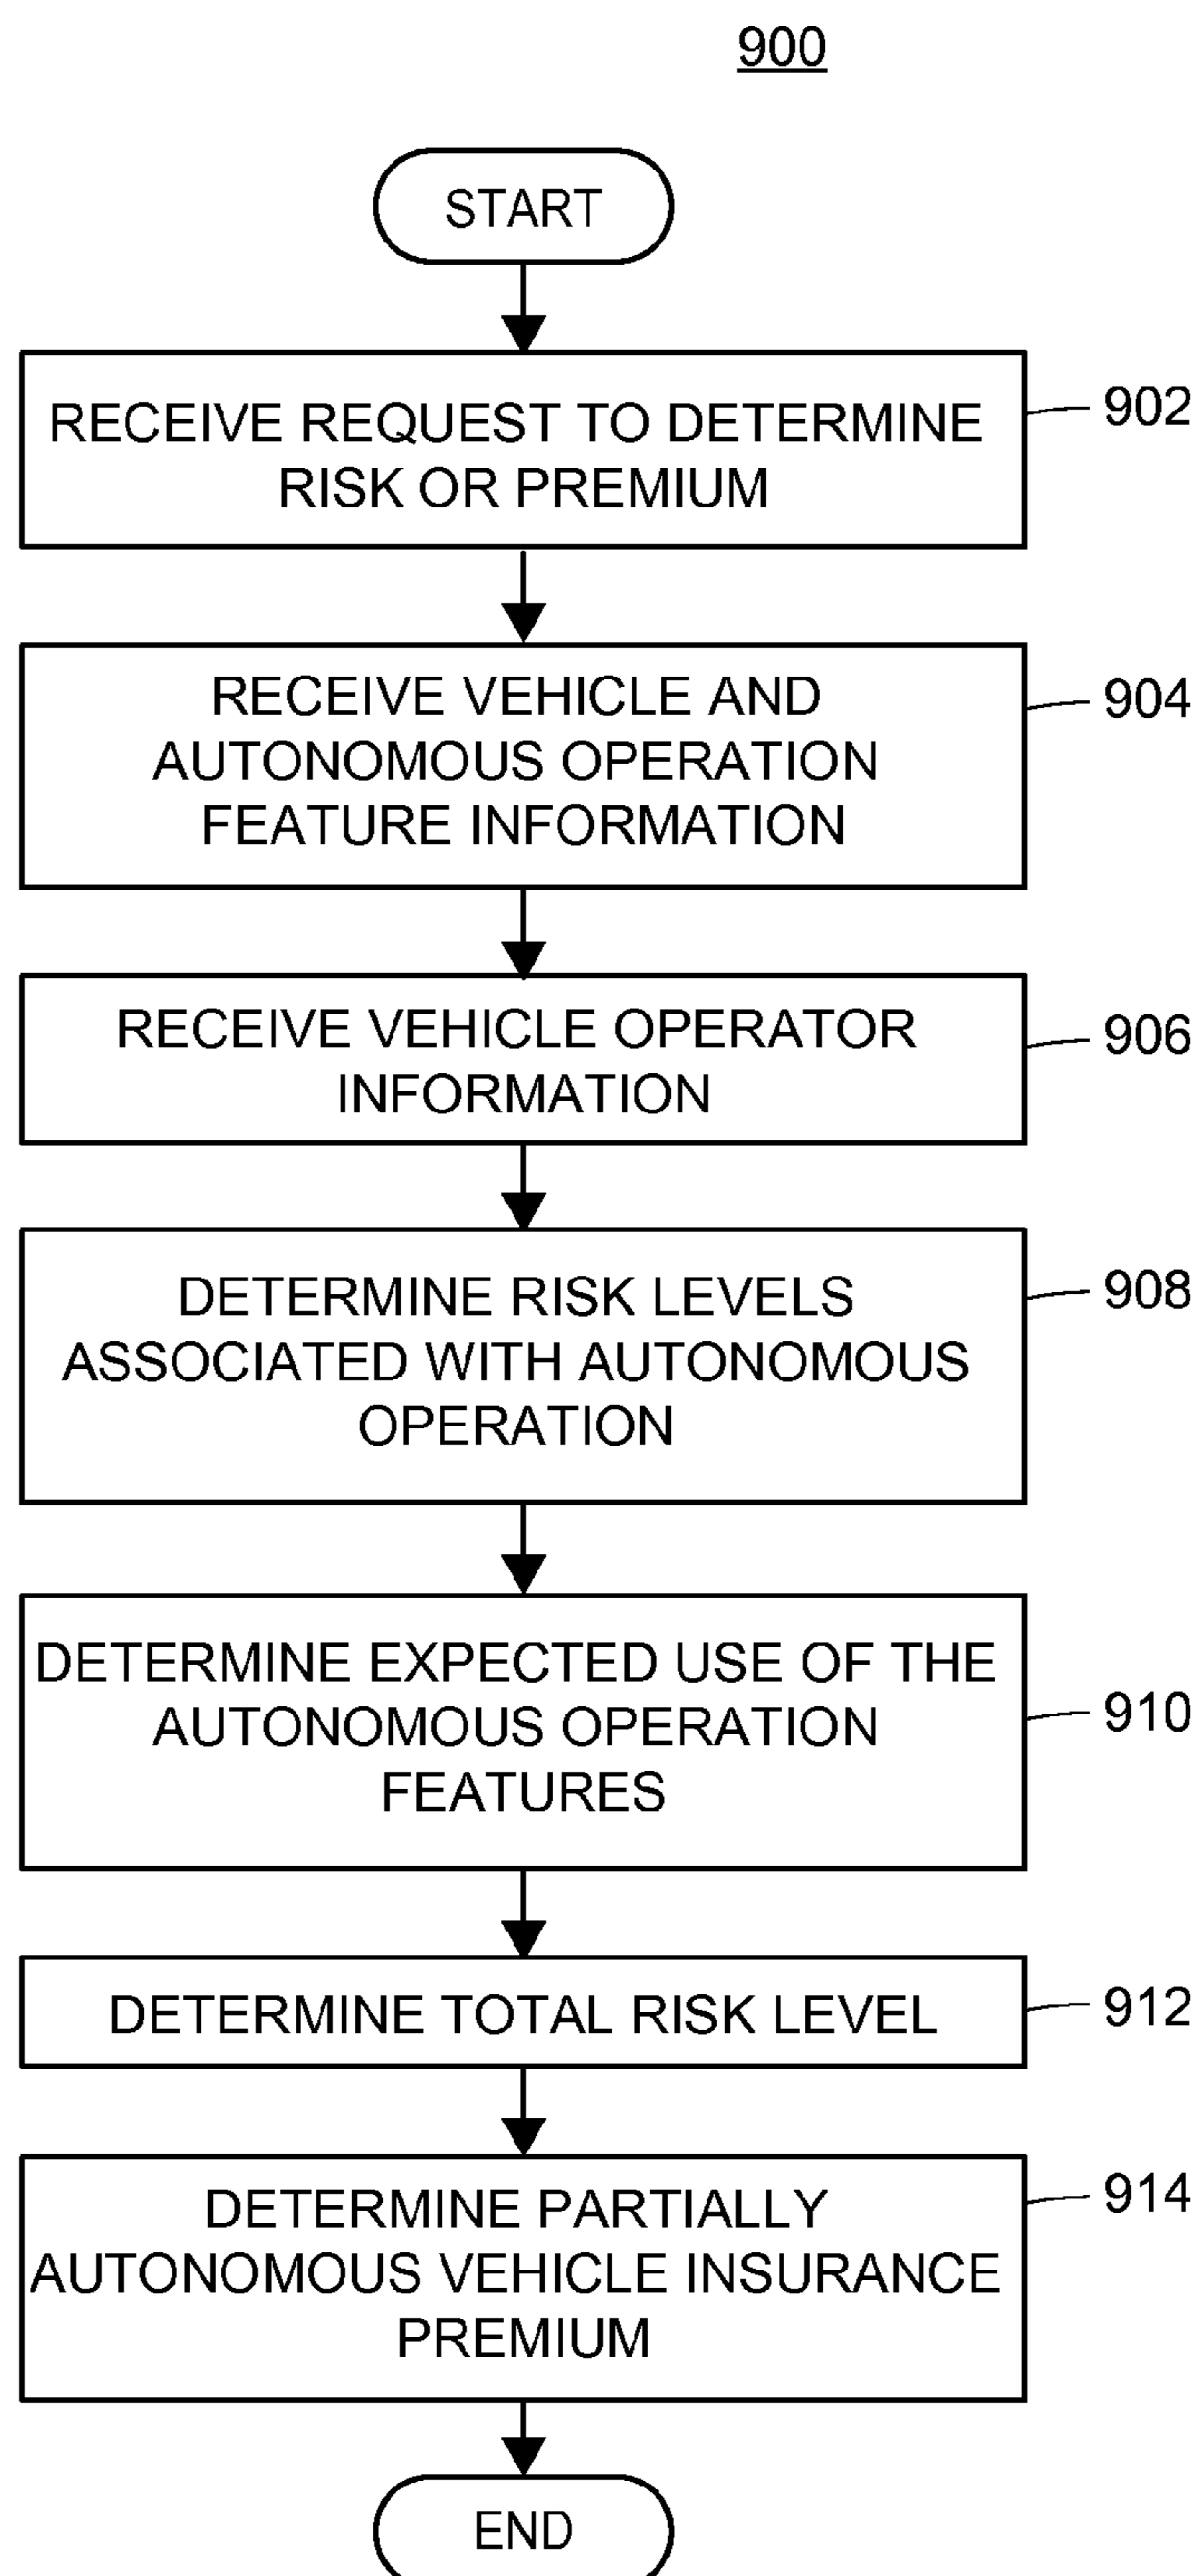 900
START
RECEIVE REQUEST TO DETERMINE
RISK OR PREMIUM
902
RECEIVE VEHICLE AND
AUTONOMOUS OPERATION
FEATURE INFORMATION
904
RECEIVE VEHICLE OPERATOR
INFORMATION
906
DETERMINE RISK LEVELS
ASSOCIATED WITH AUTONOMOUS
OPERATION
908
DETERMINE EXPECTED USE OF THE
AUTONOMOUS OPERATION
FEATURES
910
DETERMINE TOTAL RISK LEVEL
912
DETERMINE PARTIALLY
AUTONOMOUS VEHICLE INSURANCE
PREMIUM
914
END